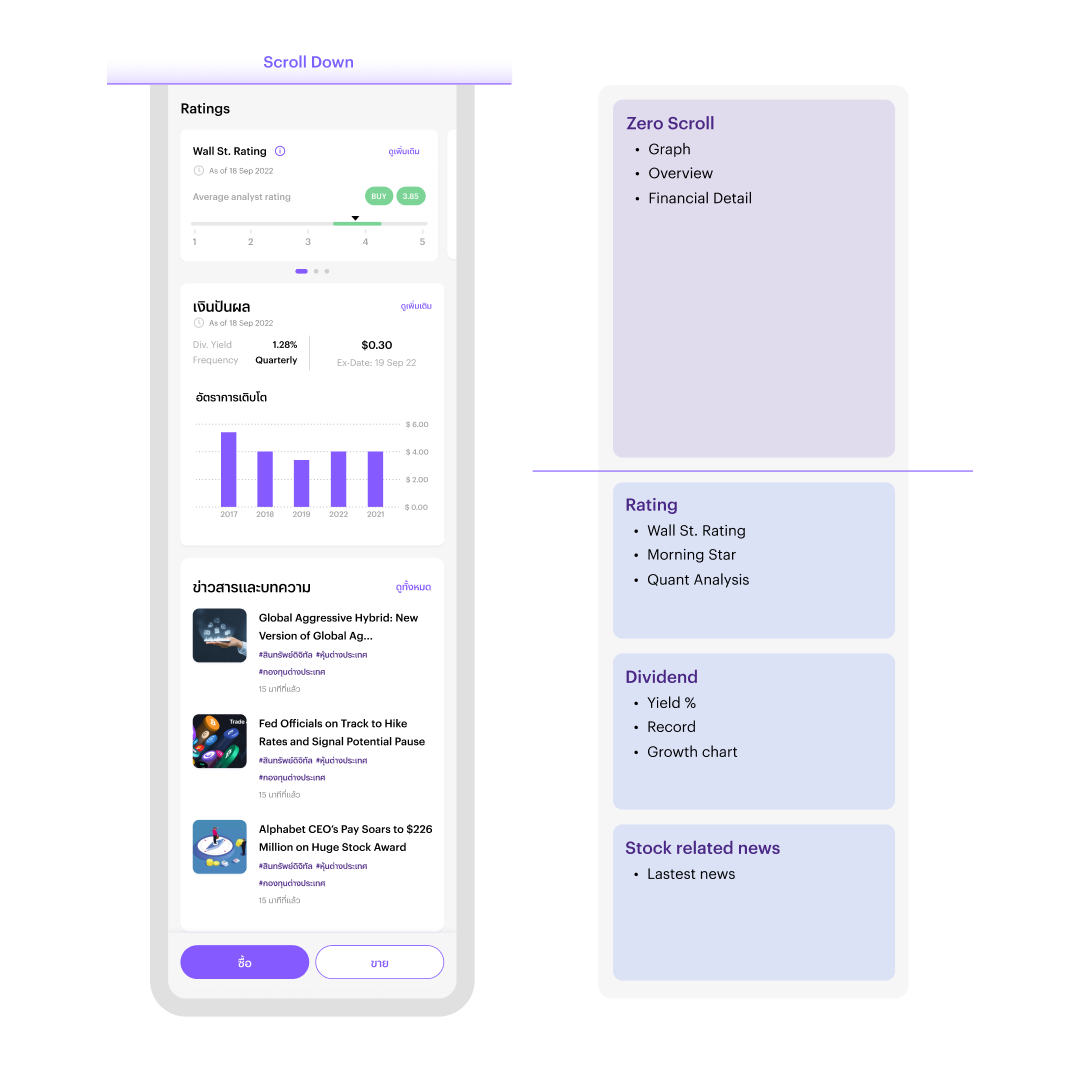 Scroll Down
Ratings
Wall St. Rating
ดูเพิ่มเติม
As of 18 Sep 2022
Average analyst rating
BUY
3.85
1 2 3 4 5
เงินปันผล
ดูเพิ่มเติม
As of 18 Sep 2022
Div. Yield 1.28%
Frequency Quarterly
$0.30
Ex-Date: 19 Sep 22
อัตราการเติบโต
$ 6.00
$ 4.00
$ 2.00
$ 0.00
2017 2018 2019 2022 2021
ข่าวสารและบทความ
ดูทั้งหมด
Global Aggressive Hybrid: New
Version of Global Ag...
#สินทรัพย์ดิจิทัล #หุ้นต่างประเทศ
#กองทุนต่างประเทศ
15 นาทีที่แล้ว
Trade
Fed Officials on Track to Hike
Rates and Signal Potential Pause
#สินทรัพย์ดิจิทัล #หุ้นต่างประเทศ
#กองทุนต่างประเทศ
15 นาทีที่แล้ว
Alphabet CEO’s Pay Soars to $226
Million on Huge Stock Award
#สินทรัพย์ดิจิทัล #หุ้นต่างประเทศ
#กองทุนต่างประเทศ
15 นาทีที่แล้ว
ซื้อ
ขาย
Zero Scroll
• Graph
• Overview
• Financial Detail
Rating
• Wall St. Rating
• Morning Star
• Quant Analysis
Dividend
• Yield %
• Record
• Growth chart
Stock related news
• Lastest news